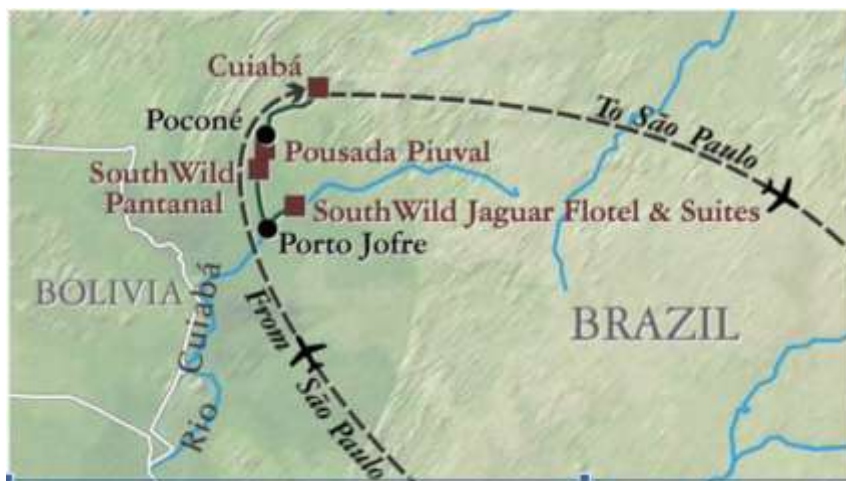 Cuiabá
To São Paulo
Poconé
Pousada Piuval
SouthWild
Pantanal
SouthWild Jaguar Flotel & Suites
Porto Jofre
BOLIVIA
Rio Cuiabá
From São Paulo
BRAZIL